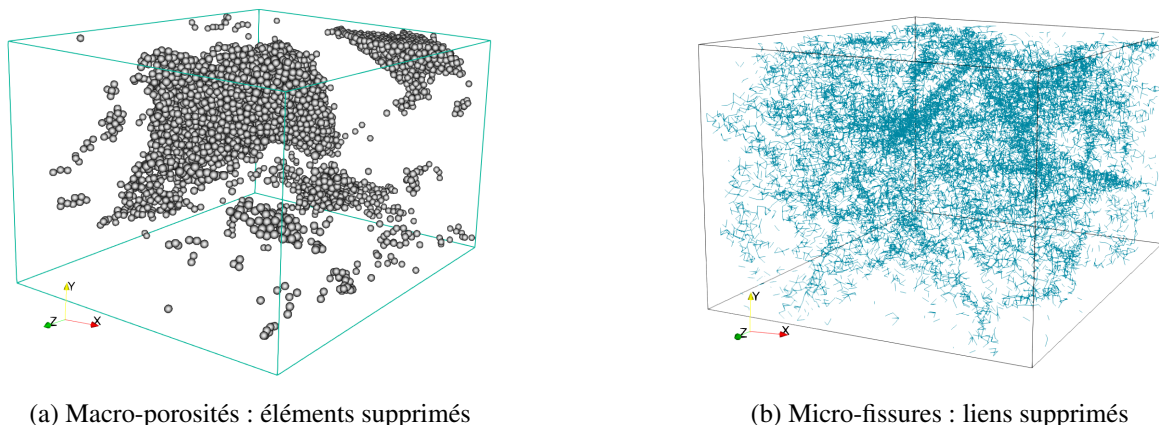 Y
Z
X
Y
Z
X
(a) Macro-porosités : éléments supprimés
(b) Micro-fissures : liens supprimés